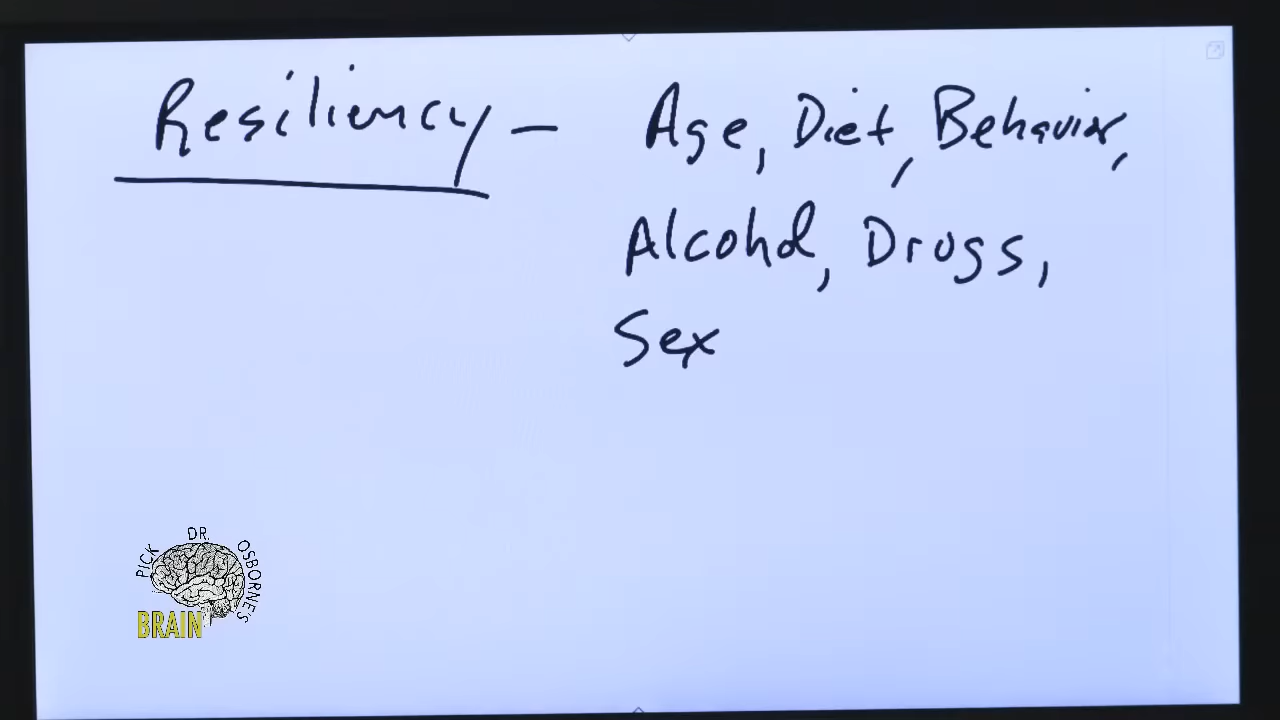 Resiliency – Age, Diet, Behavior,
Alcohol, Drugs,
Sex
PICK DR. OSBORNE'S
BRAIN